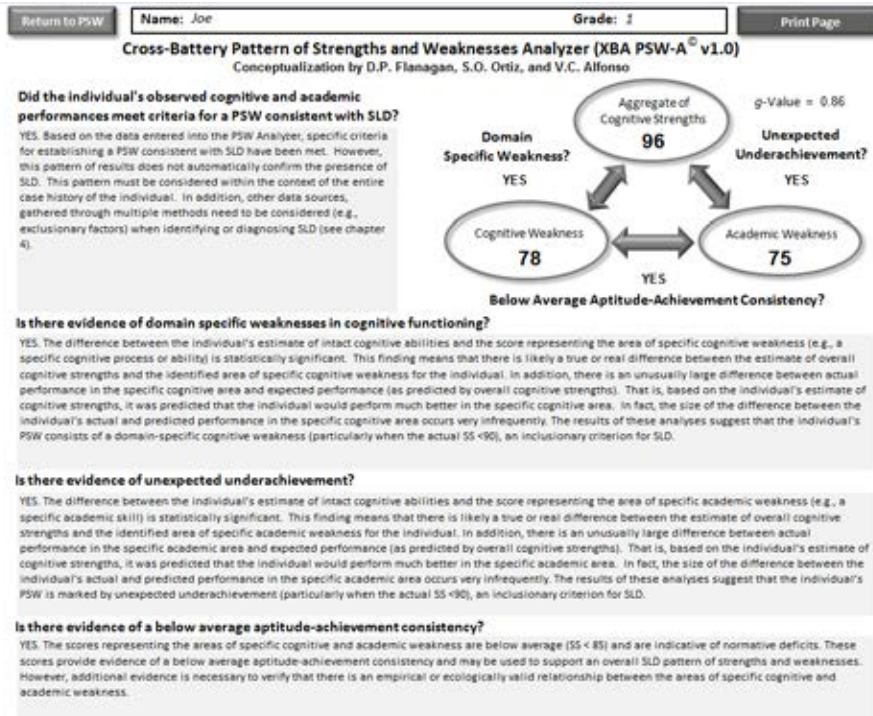 Return to PSW
Name: Joe
Grade: 1
Print Page
Cross-Battery Pattern of Strengths and Weaknesses Analyzer (XBA PSW-A© v1.0)
Conceptualization by D.P. Flanagan, S.O. Ortiz, and V.C. Alfonso
Did the individual's observed cognitive and academic
performances meet criteria for a PSW consistent with SLD?
YES. Based on the data entered into the PSW Analyzer, specific criteria
for establishing a PSW consistent with SLD have been met. However,
this pattern of results does not automatically confirm the presence of
SLD. This pattern must be considered within the context of the entire
case history of the individual. In addition, other data sources,
gathered through multiple methods need to be considered (e.g.,
exclusionary factors) when identifying or diagnosing SLD (see chapter
4).
Aggregate of
Cognitive Strengths
96
g-Value = 0.86
Domain
Specific Weakness?
YES
Unexpected
Underachievement?
YES
Cognitive Weakness
78
Academic Weakness
75
YES
Below Average Aptitude-Achievement Consistency?
Is there evidence of domain specific weaknesses in cognitive functioning?
YES. The difference between the individual's estimate of intact cognitive abilities and the score representing the area of specific cognitive weakness (e.g., a
specific cognitive process or ability) is statistically significant. This finding means that there is likely a true or real difference between the estimate of overall
cognitive strengths and the identified area of specific cognitive weakness for the individual. In addition, there is an unusually large difference between actual
performance in the specific cognitive area and expected performance (as predicted by overall cognitive strengths). That is, based on the individual's estimate of
cognitive strengths, it was predicted that the individual would perform much better in the specific cognitive area. In fact, the size of the difference between the
individual's actual and predicted performance in the specific cognitive area occurs very infrequently. The results of these analyses suggest that the individual's
PSW consists of a domain-specific cognitive weakness (particularly when the actual SS <90), an inclusionary criterion for SLD.
Is there evidence of unexpected underachievement?
YES. The difference between the individual's estimate of intact cognitive abilities and the score representing the area of specific academic weakness (e.g., a
specific academic skill) is statistically significant. This finding means that there is likely a true or real difference between the estimate of overall cognitive
strengths and the identified area of specific academic weakness for the individual. In addition, there is an unusually large difference between actual
performance in the specific academic area and expected performance (as predicted by overall cognitive strengths). That is, based on the individual's estimate of
cognitive strengths, it was predicted that the individual would perform much better in the specific academic area. In fact, the size of the difference between the
individual's actual and predicted performance in the specific academic area occurs very infrequently. The results of these analyses suggest that the individual's
PSW is marked by unexpected underachievement (particularly when the actual SS <90), an inclusionary criterion for SLD.
Is there evidence of a below average aptitude-achievement consistency?
YES. The scores representing the areas of specific cognitive and academic weakness are below average (SS < 85) and are indicative of normative deficits. These
scores provide evidence of a below average aptitude-achievement consistency and may be used to support an overall SLD pattern of strengths and weaknesses.
However, additional evidence is necessary to verify that there is an empirical or ecologically valid relationship between the areas of specific cognitive and
academic weakness.